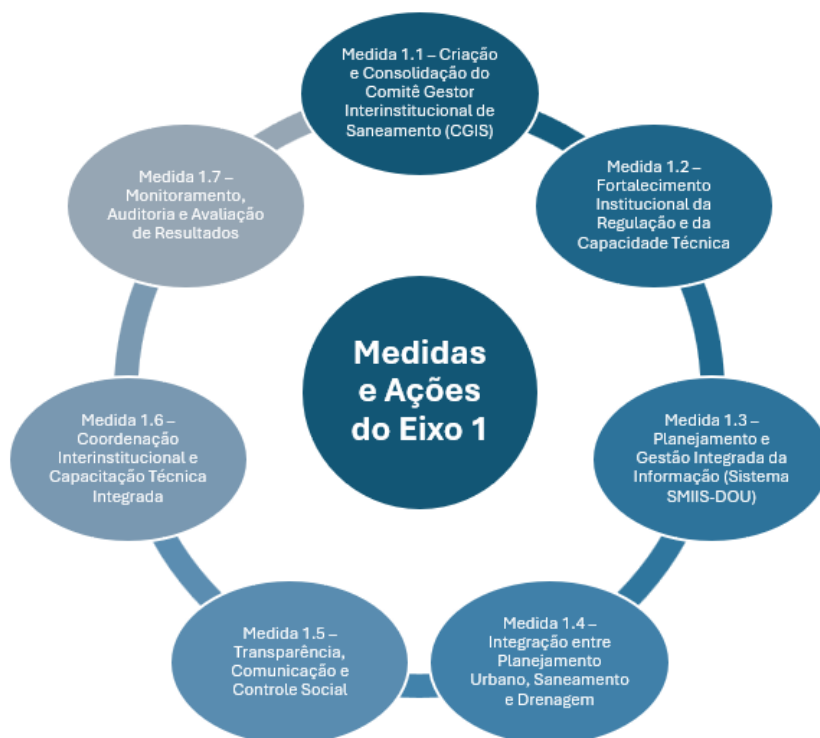 Medida 1.1 – Criação
e Consolidação do
Comitê Gestor
Interinstitucional de
Saneamento (CGIS)
Medida 1.2 –
Fortalecimento
Institucional da
Regulação e da
Capacidade Técnica
Medida 1.3 –
Planejamento e
Gestão Integrada da
Informação (Sistema
SMIIS-DOU)
Medida 1.4 –
Integração entre
Planejamento
Urbano, Saneamento
e Drenagem
Medida 1.5 –
Transparência,
Comunicação e
Controle Social
Medida 1.6 –
Coordenação
Interinstitucional e
Capacitação Técnica
Integrada
Medida 1.7 –
Monitoramento,
Auditoria e Avaliação
de Resultados
Medidas
e Ações
do Eixo 1